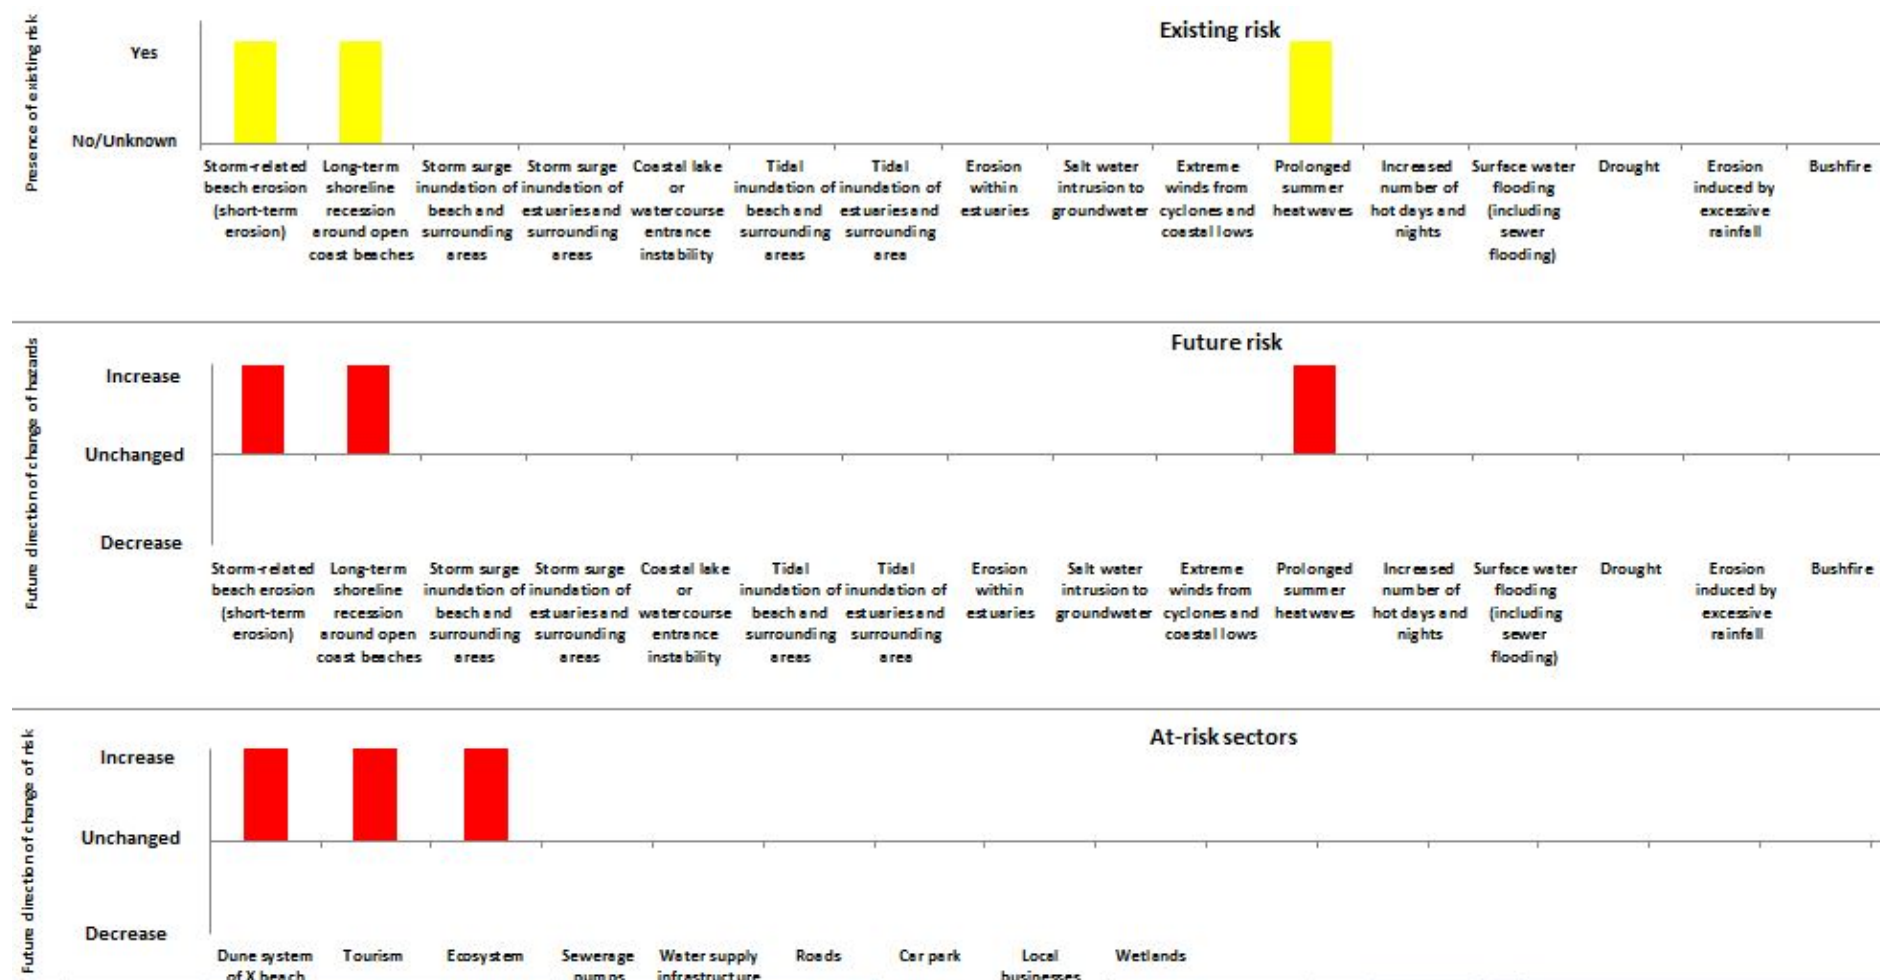 Existing risk
Presence of existing risk
Yes
No/Unknown
Storm-related beach erosion (short-term erosion)
Long-term shoreline recession around open coast beaches
Storm surge inundation of beach and surrounding areas
Storm surge inundation of estuaries and surrounding areas
Coastal lake or watercourse entrance instability
Tidal inundation of beach and surrounding areas
Tidal inundation of estuaries and surrounding area
Erosion within estuaries
Salt water intrusion to groundwater
Extreme winds from cyclones and coastal lows
Prolonged summer heatwaves
Increased number of hot days and nights
Surface water flooding (including sewer flooding)
Drought
Erosion induced by excessive rainfall
Bushfire
Future risk
Future direction of change of hazards
Increase
Unchanged
Decrease
Storm-related beach erosion (short-term erosion)
Long-term shoreline recession around open coast beaches
Storm surge inundation of beach and surrounding areas
Storm surge inundation of estuaries and surrounding areas
Coastal lake or watercourse entrance instability
Tidal inundation of beach and surrounding areas
Tidal inundation of estuaries and surrounding area
Erosion within estuaries
Salt water intrusion to groundwater
Extreme winds from cyclones and coastal lows
Prolonged summer heatwaves
Increased number of hot days and nights
Surface water flooding (including sewer flooding)
Drought
Erosion induced by excessive rainfall
Bushfire
At-risk sectors
Future direction of change of risk
Increase
Unchanged
Decrease
Dune system of X beach
Tourism
Ecosystem
Sewerage pumps
Water supply infrastructure
Roads
Car park
Local businesses
Wetlands